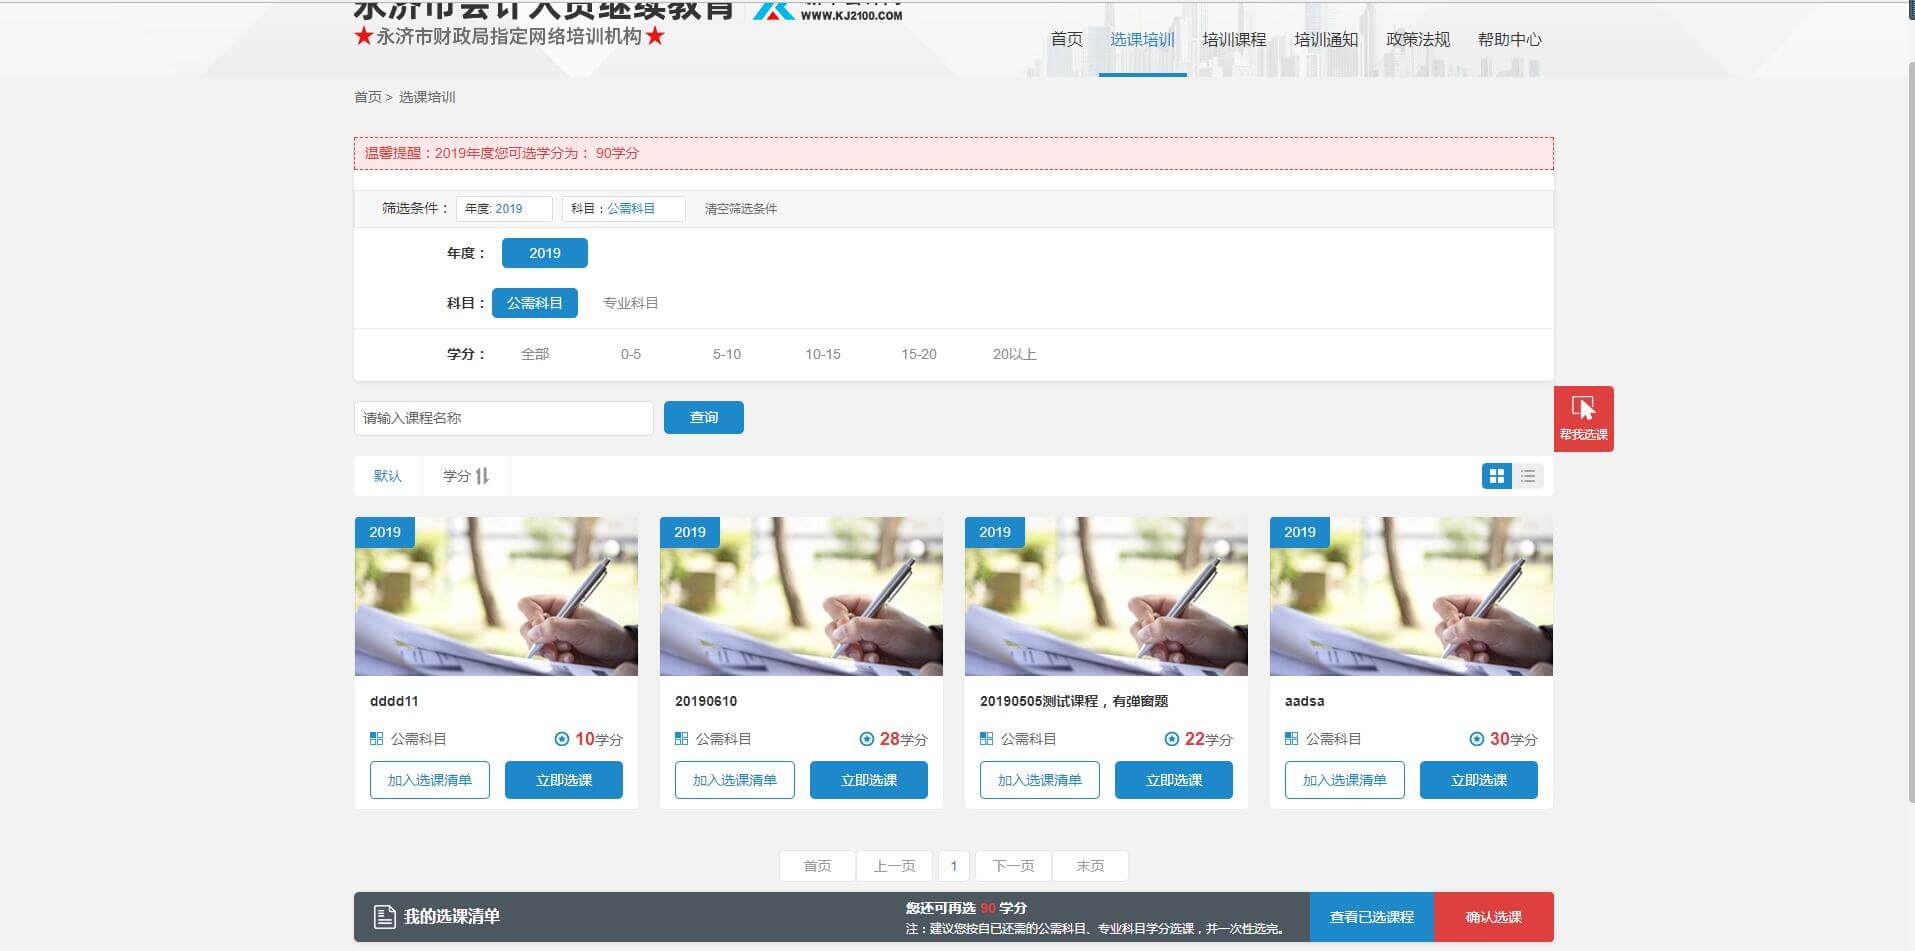 永济市会计人员继续教育
WWW.KJ2100.COM
★永济市财政局指定网络培训机构★
首页 选课培训 培训课程 培训通知 政策法规 帮助中心
首页 > 选课培训
温馨提醒：2019年度您可选学分为： 90学分
筛选条件： 年度: 2019 科目：公需科目 清空筛选条件
年度： 2019
科目： 公需科目 专业科目
学分： 全部 0-5 5-10 10-15 15-20 20以上
请输入课程名称 查询
帮我选课
默认 学分
2019 2019 2019 2019
dddd11 20190610 20190505测试课程，有弹窗题 aadsa
公需科目 10学分 公需科目 28学分 公需科目 22学分 公需科目 30学分
加入选课清单 立即选课 加入选课清单 立即选课 加入选课清单 立即选课 加入选课清单 立即选课
首页 上一页 1 下一页 末页
我的选课清单
您还可再选 90 学分
注：建议您按自已还需的公需科目、专业科目学分选课，并一次性选完。
查看已选课程 确认选课